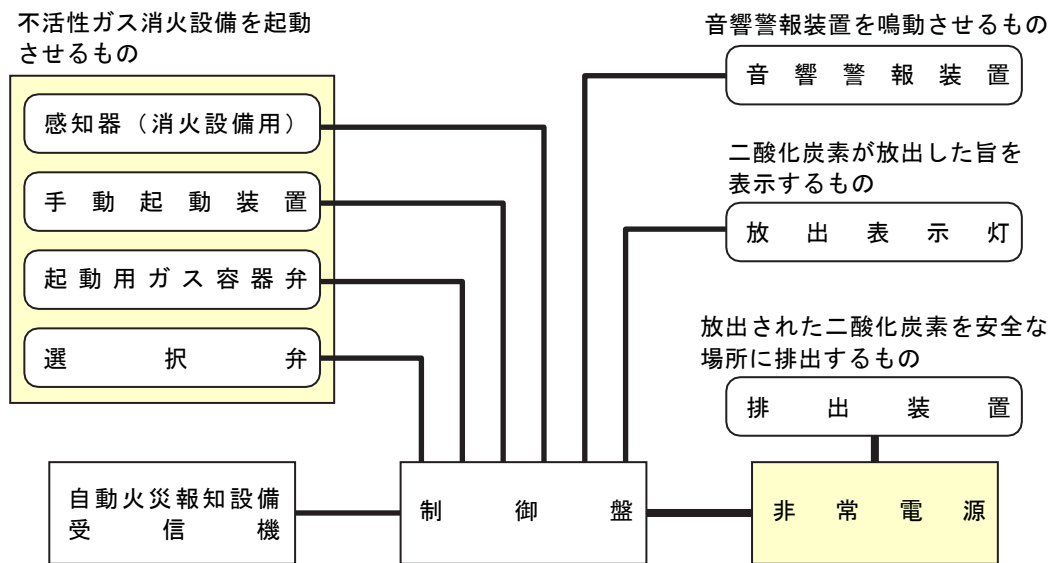 不活性ガス消火設備を起動
させるもの
感知器（消火設備用）
手動起動装置
起動用ガス容器弁
選択弁
音響警報装置を鳴動させるもの
音響警報装置
二酸化炭素が放出した旨を
表示するもの
放出表示灯
放出された二酸化炭素を安全な
場所に排出するもの
排出装置
自動火災報知設備
受信機
制御盤
非常電源